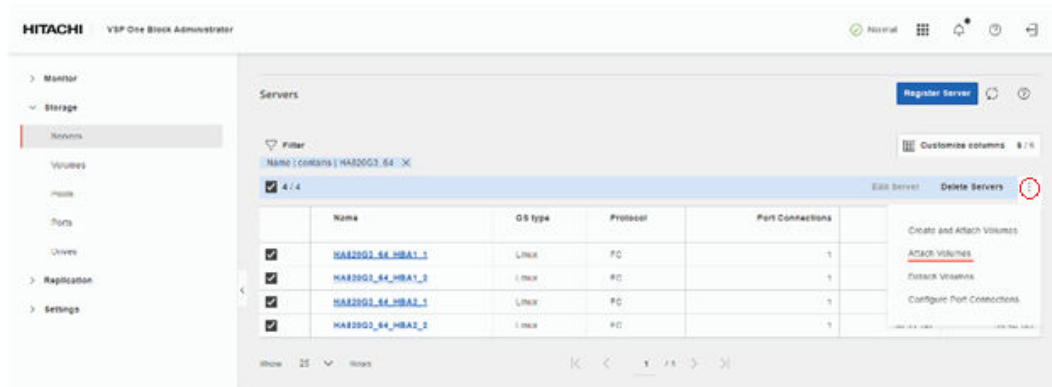 HITACHI VSP One Block Administrator Normal
Monitor
Storage
Servers
Volumes
Pools
Ports
Drives
Replication
Settings
Servers
Register Server
Filter
Customize columns 6 / 6
Name | contains | HA820G3_64
4 / 4
Edit Server Delete Servers
Name OS type Protocol Port Connections
HA820G3_64_HBA1_1 Linux FC 1
HA820G3_64_HBA1_2 Linux FC 1
HA820G3_64_HBA2_1 Linux FC 1
HA820G3_64_HBA2_2 Linux FC 1
Create and Attach Volumes
Attach Volumes
Detach Volumes
Configure Port Connections
Show 25 Rows 1 / 1